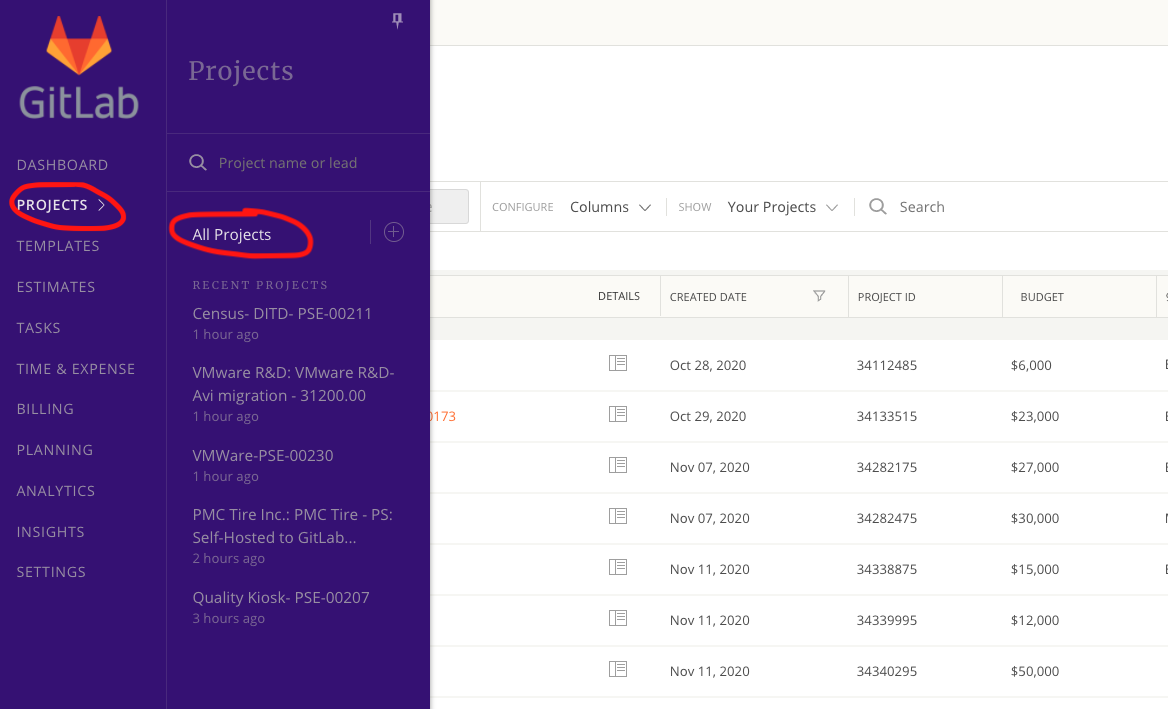 GitLab
DASHBOARD
PROJECTS
TEMPLATES
ESTIMATES
TASKS
TIME & EXPENSE
BILLING
PLANNING
ANALYTICS
INSIGHTS
SETTINGS
Projects
Project name or lead
All Projects
RECENT PROJECTS
Census- DITD- PSE-00211
1 hour ago
VMware R&D: VMware R&D-
Avi migration - 31200.00
1 hour ago
VMWare-PSE-00230
1 hour ago
PMC Tire Inc.: PMC Tire - PS:
Self-Hosted to GitLab...
2 hours ago
Quality Kiosk- PSE-00207
3 hours ago
CONFIGURE Columns SHOW Your Projects Search
DETAILS CREATED DATE PROJECT ID BUDGET
Oct 28, 2020 34112485 $6,000
0173 Oct 29, 2020 34133515 $23,000
Nov 07, 2020 34282175 $27,000
Nov 07, 2020 34282475 $30,000
Nov 11, 2020 34338875 $15,000
Nov 11, 2020 34339995 $12,000
Nov 11, 2020 34340295 $50,000